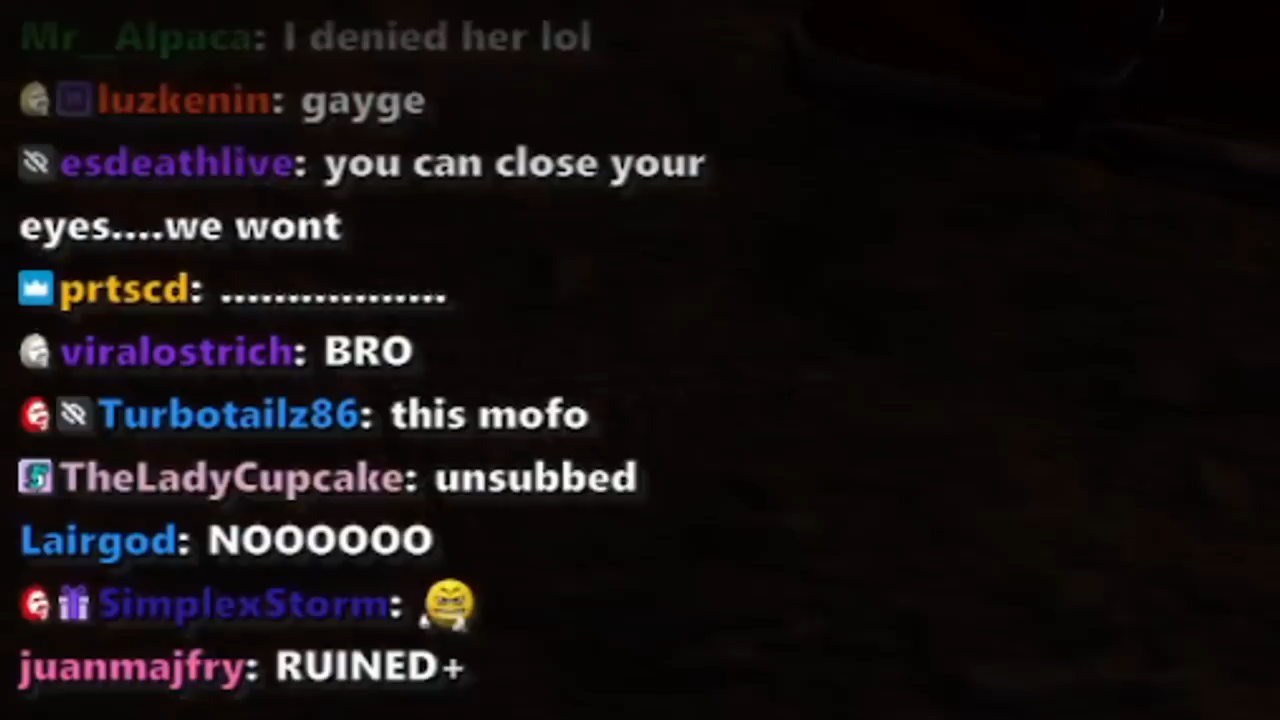 Mr__Alpaca: I denied her lol
luzkenin: gayge
esdeathlive: you can close your
eyes....we wont
prtscd: .................
viralostrich: BRO
Turbotailz86: this mofo
TheLadyCupcake: unsubbed
Lairgod: NOOOOOO
SimplexStorm:
juanmajfry: RUINED+